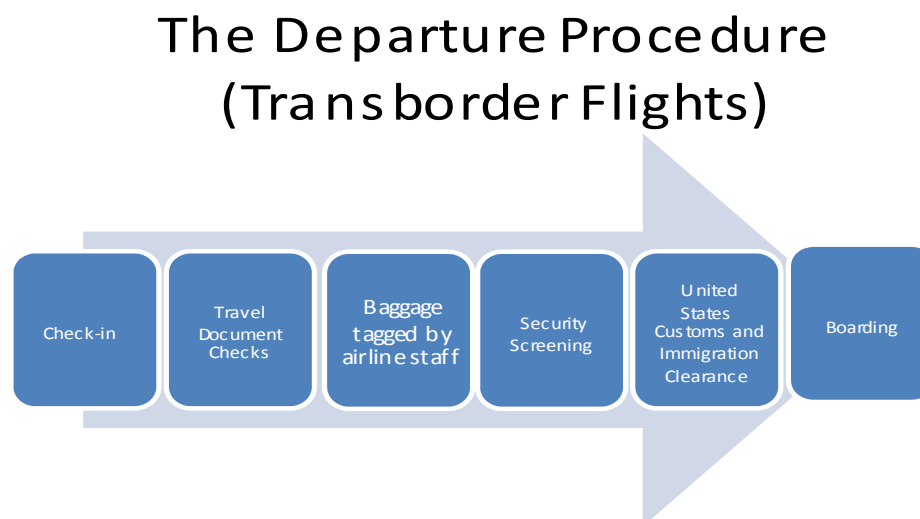 The Departure Procedure
(Transborder Flights)
Check-in
Travel
Document
Checks
Baggage
tagged by
airline staff
Security
Screening
United
States
Customs and
Immigration
Clearance
Boarding